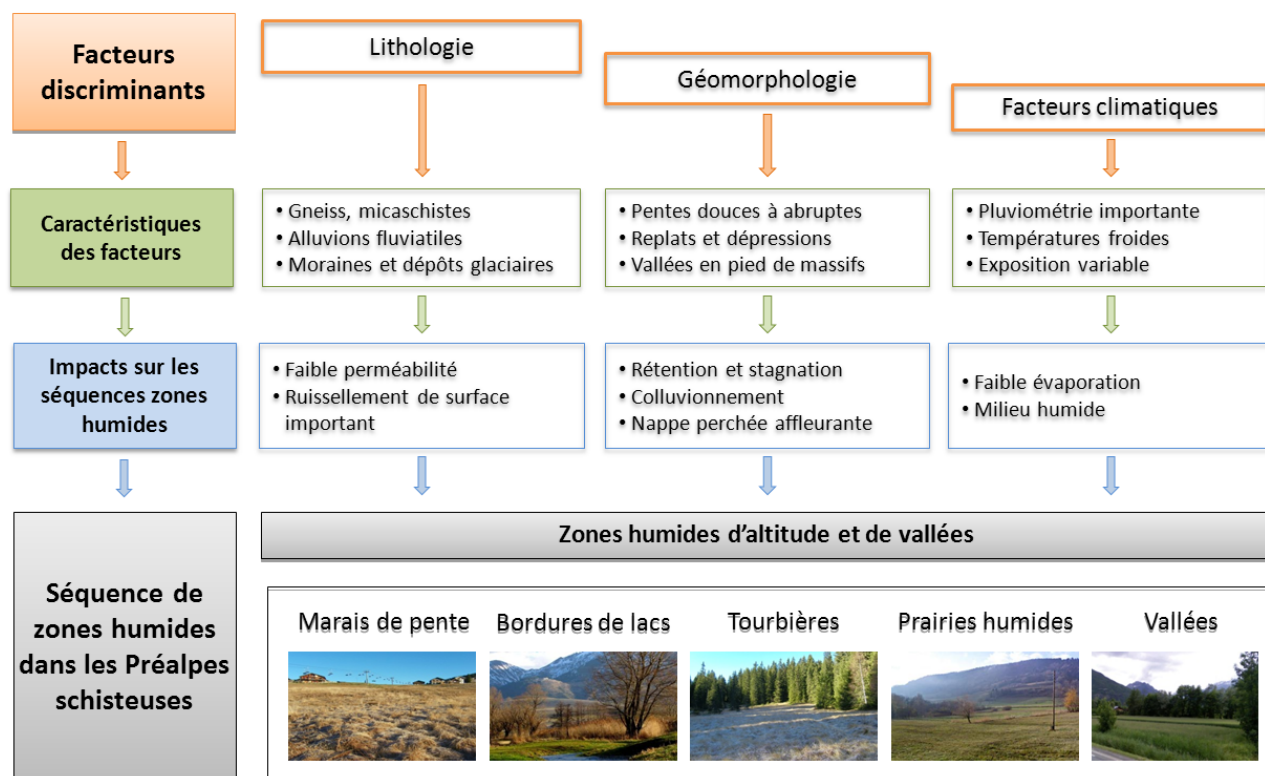 Facteurs
discriminants
Lithologie
Géomorphologie
Facteurs climatiques
Caractéristiques
des facteurs
• Gneiss, micaschistes
• Alluvions fluviatiles
• Moraines et dépôts glaciaires
• Pentes douces à abruptes
• Replats et dépressions
• Vallées en pied de massifs
• Pluviométrie importante
• Températures froides
• Exposition variable
Impacts sur les
séquences zones
humides
• Faible perméabilité
• Ruissellement de surface
important
• Rétention et stagnation
• Colluvionnement
• Nappe perchée affleurante
• Faible évaporation
• Milieu humide
Séquence de
zones humides
dans les Préalpes
schisteuses
Zones humides d'altitude et de vallées
Marais de pente
Bordures de lacs
Tourbières
Prairies humides
Vallées